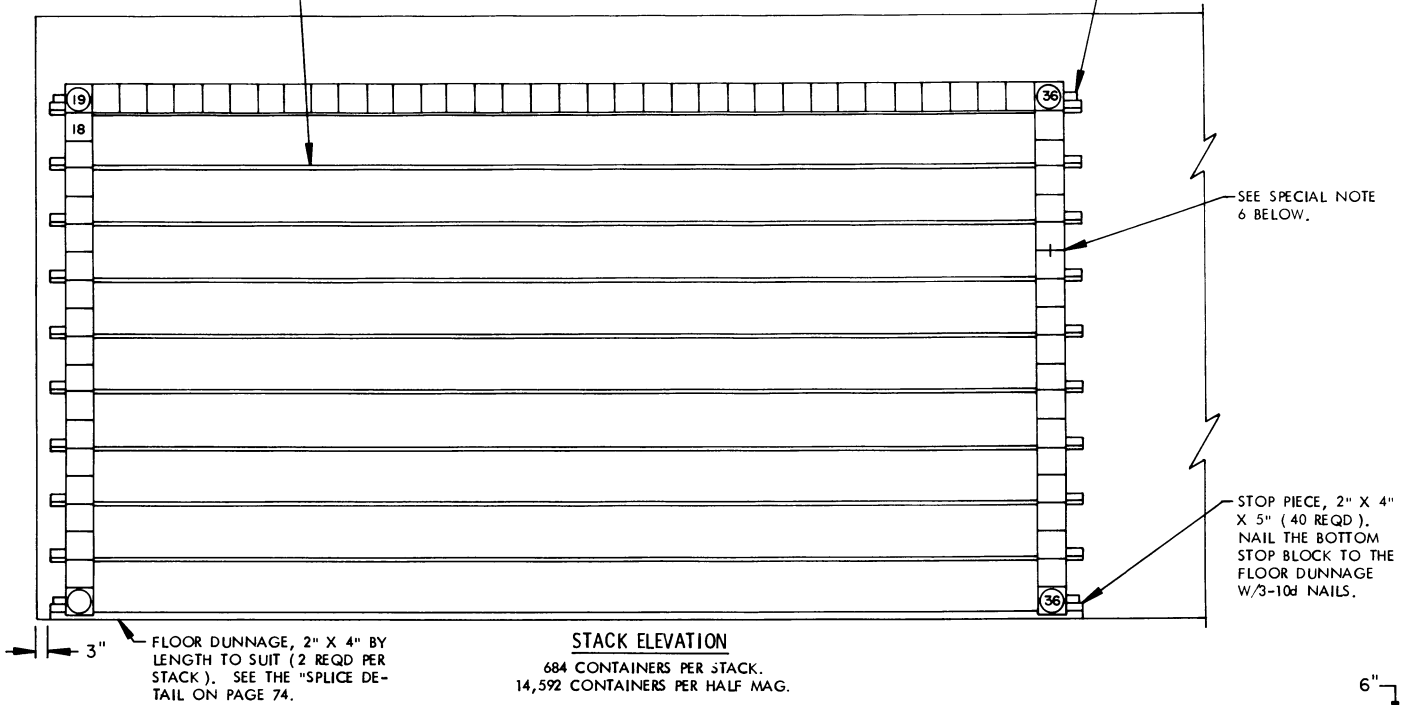 19
36
18
SEE SPECIAL NOTE
6 BELOW.
STOP PIECE, 2" X 4"
X 5" (40 REQD).
NAIL THE BOTTOM
STOP BLOCK TO THE
FLOOR DUNNAGE
W/3-10d NAILS.
36
3"
FLOOR DUNNAGE, 2" X 4" BY
LENGTH TO SUIT (2 REQD PER
STACK). SEE THE "SPLICE DE-
TAIL ON PAGE 74.
STACK ELEVATION
684 CONTAINERS PER STACK.
14,592 CONTAINERS PER HALF MAG.
6"